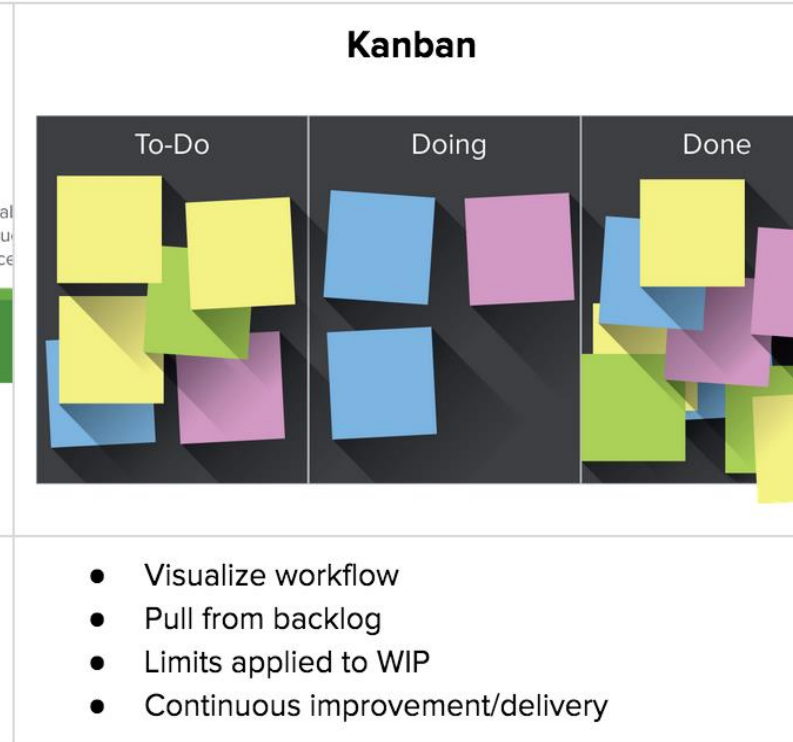 Kanban
To-Do
Doing
Done
● Visualize workflow
● Pull from backlog
● Limits applied to WIP
● Continuous improvement/delivery